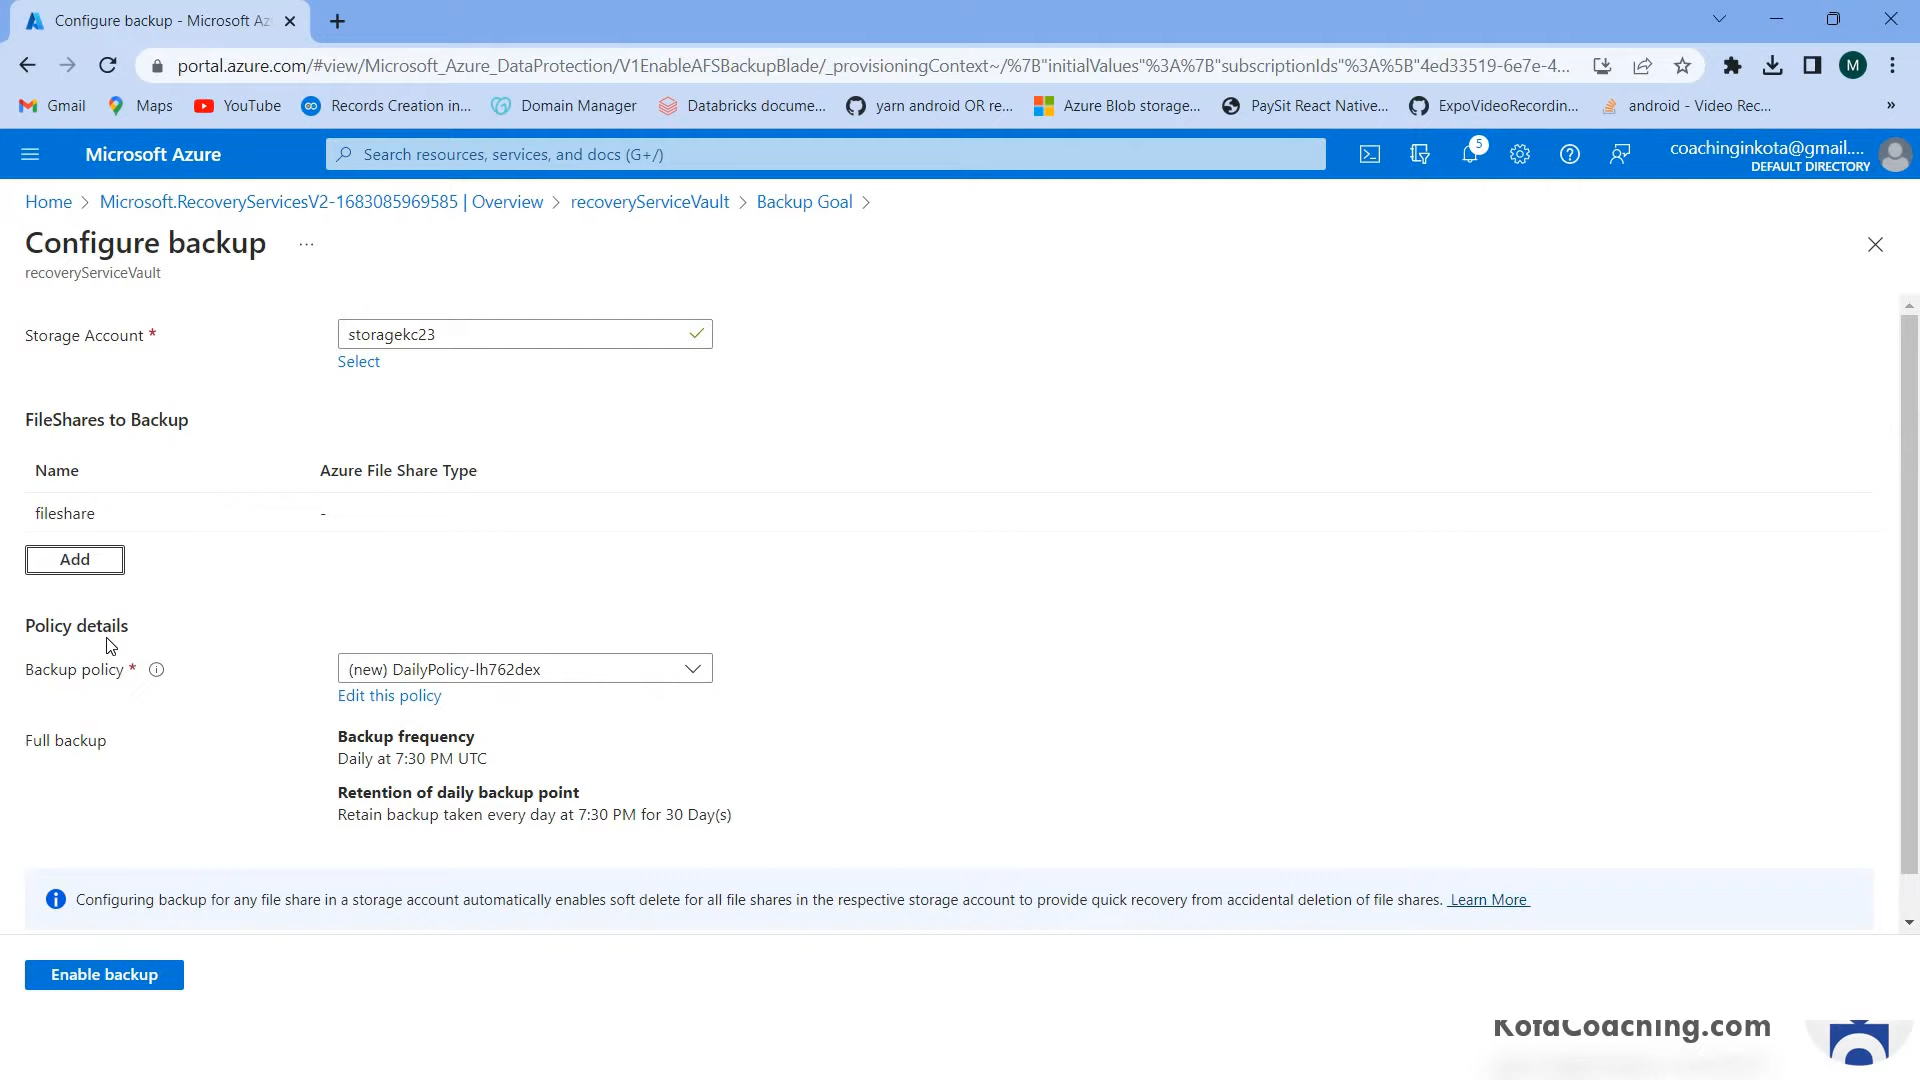 Configure backup - Microsoft Az
portal.azure.com/#view/Microsoft_Azure_DataProtection/V1EnableAFSBackupBlade/_provisioningContext~/%7B"initialValues"%3A%7B"subscriptionIds"%3A%5B"4ed33519-6e7e-4...
M
Gmail
Maps
YouTube
Records Creation in...
Domain Manager
Databricks docume...
yarn android OR re...
Azure Blob storage...
PaySit React Native...
ExpoVideoRecordin...
android - Video Rec...
»
Microsoft Azure
Search resources, services, and docs (G+/)
5
coachinginkota@gmail....
DEFAULT DIRECTORY
Home > Microsoft.RecoveryServicesV2-1683085969585 | Overview > recoveryServiceVault > Backup Goal >
Configure backup ...
recoveryServiceVault
Storage Account *
storagekc23
Select
FileShares to Backup
Name Azure File Share Type
fileshare -
Add
Policy details
Backup policy *
(new) DailyPolicy-lh762dex
Edit this policy
Full backup
Backup frequency
Daily at 7:30 PM UTC
Retention of daily backup point
Retain backup taken every day at 7:30 PM for 30 Day(s)
Configuring backup for any file share in a storage account automatically enables soft delete for all file shares in the respective storage account to provide quick recovery from accidental deletion of file shares. Learn More
Enable backup
KotaCoaching.com